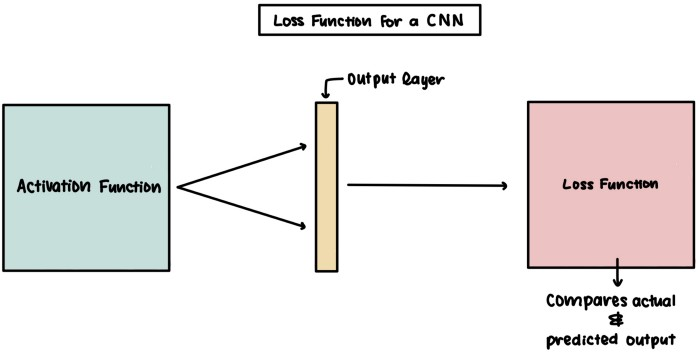 Loss Function for a CNN
Output layer
Activation Function
Loss Function
Compares actual
&
predicted output